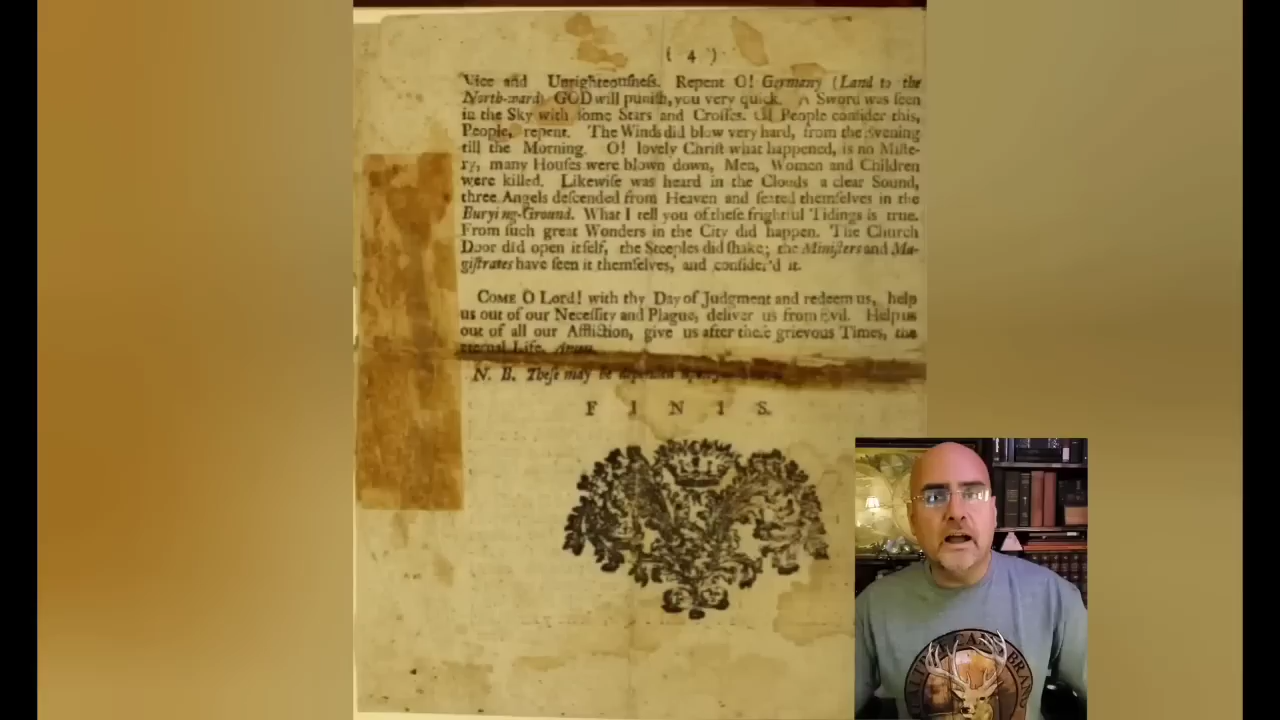 ( 4 )
Vice and Unrighteouſneſs. Repent O! Germany (Land to the
North-ward) GOD will puniſh, you very quick. A Sword was ſeen
in the Sky with ſome Stars and Croſſes. O! People conſider this,
People, repent. The Winds did blow very hard, from the Evening
till the Morning. O! lovely Chriſt what happened, is no Miſte-
ry, many Houſes were blown down, Men, Women and Children
were killed. Likewiſe was heard in the Clouds a clear Sound,
three Angels deſcended from Heaven and ſeated themſelves in the
Burying-Ground. What I tell you of theſe frightful Tidings is true.
From ſuch great Wonders in the City did happen. The Church
Door did open itſelf, the Steeples did ſhake; the Miniſters and Ma-
giſtrates have ſeen it themſelves, and conſider'd it.
COME O Lord! with thy Day of Judgment and redeem us, help
us out of our Neceſſity and Plague, deliver us from Evil. Help us
out of all our Affliction, give us after theſe grievous Times, the
eternal Life. Amen.
N. B. Theſe may be depended
F I N I S.
BRAND